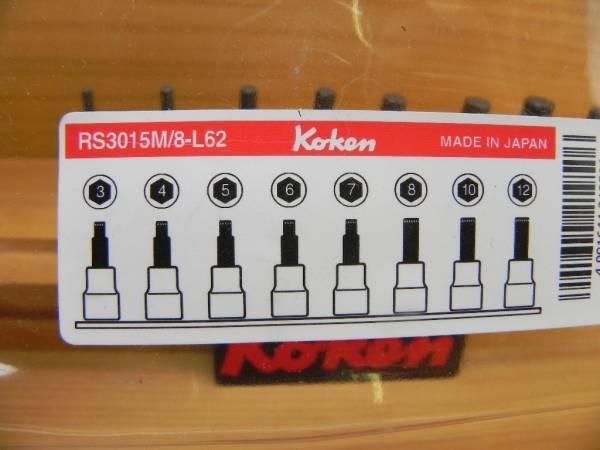 RS3015M/8-L62 Koken MADE IN JAPAN
3 4 5 6 7 8 10 12
Koken